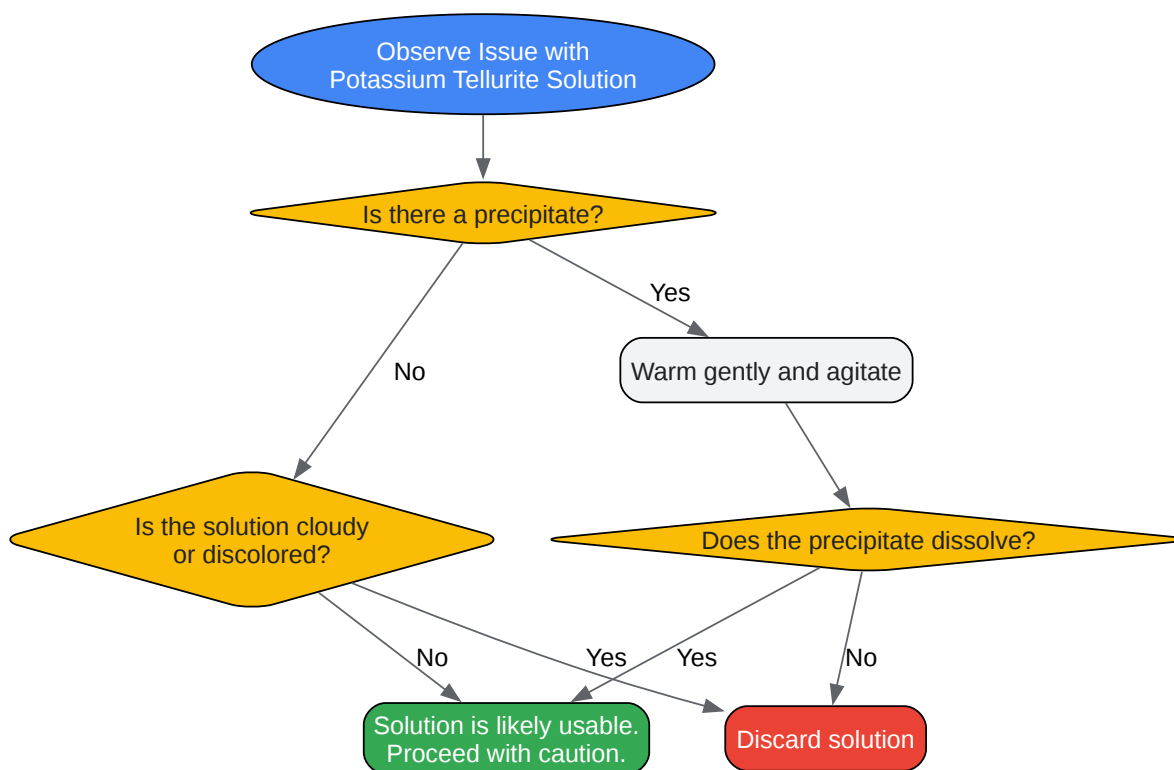 Observe Issue with
Potassium Tellurite Solution
Is there a precipitate?
Yes
Warm gently and agitate
No
Is the solution cloudy
or discolored?
Does the precipitate dissolve?
No
Yes
Yes
No
Solution is likely usable.
Proceed with caution.
Discard solution